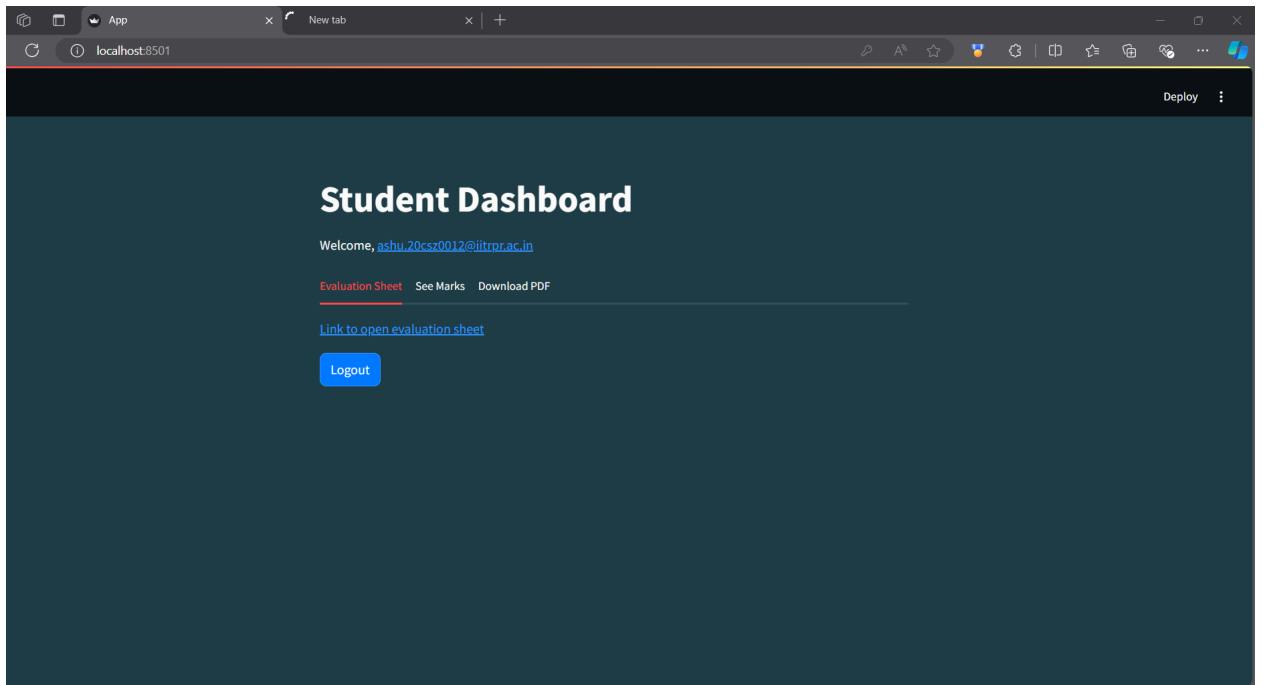 App
New tab
localhost:8501
Deploy
Student Dashboard
Welcome, ashu.20csz0012@iitrpr.ac.in
Evaluation Sheet See Marks Download PDF
Link to open evaluation sheet
Logout